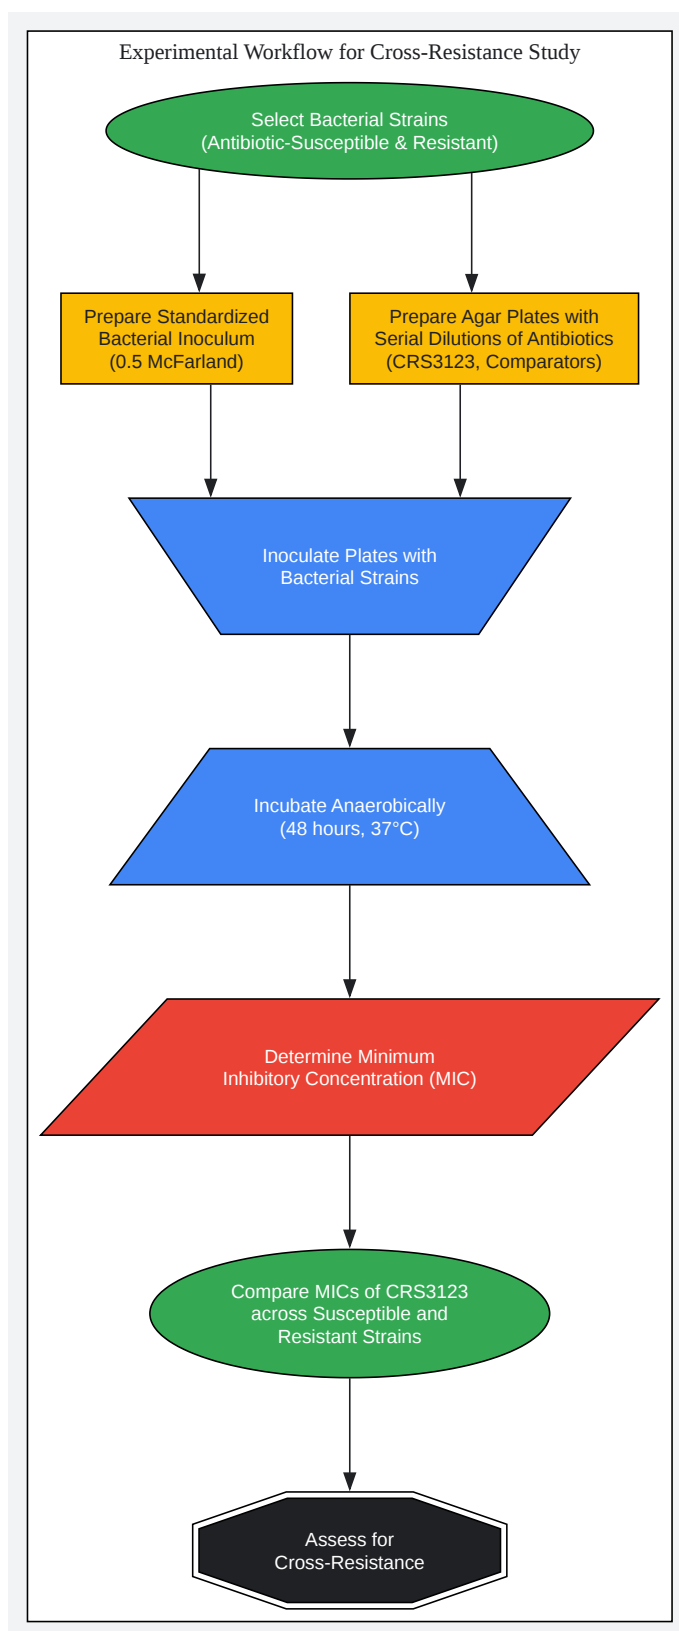 Experimental Workflow for Cross-Resistance Study
Select Bacterial Strains
(Antibiotic-Susceptible & Resistant)
Prepare Standardized
Bacterial Inoculum
(0.5 McFarland)
Prepare Agar Plates with
Serial Dilutions of Antibiotics
(CRS3123, Comparators)
Inoculate Plates with
Bacterial Strains
Incubate Anaerobically
(48 hours, 37°C)
Determine Minimum
Inhibitory Concentration (MIC)
Compare MICs of CRS3123
across Susceptible and
Resistant Strains
Assess for
Cross-Resistance